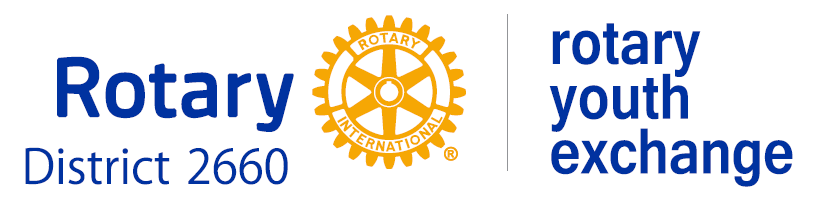 Rotary
District 2660
ROTARY
INTERNATIONAL
®
rotary
youth
exchange